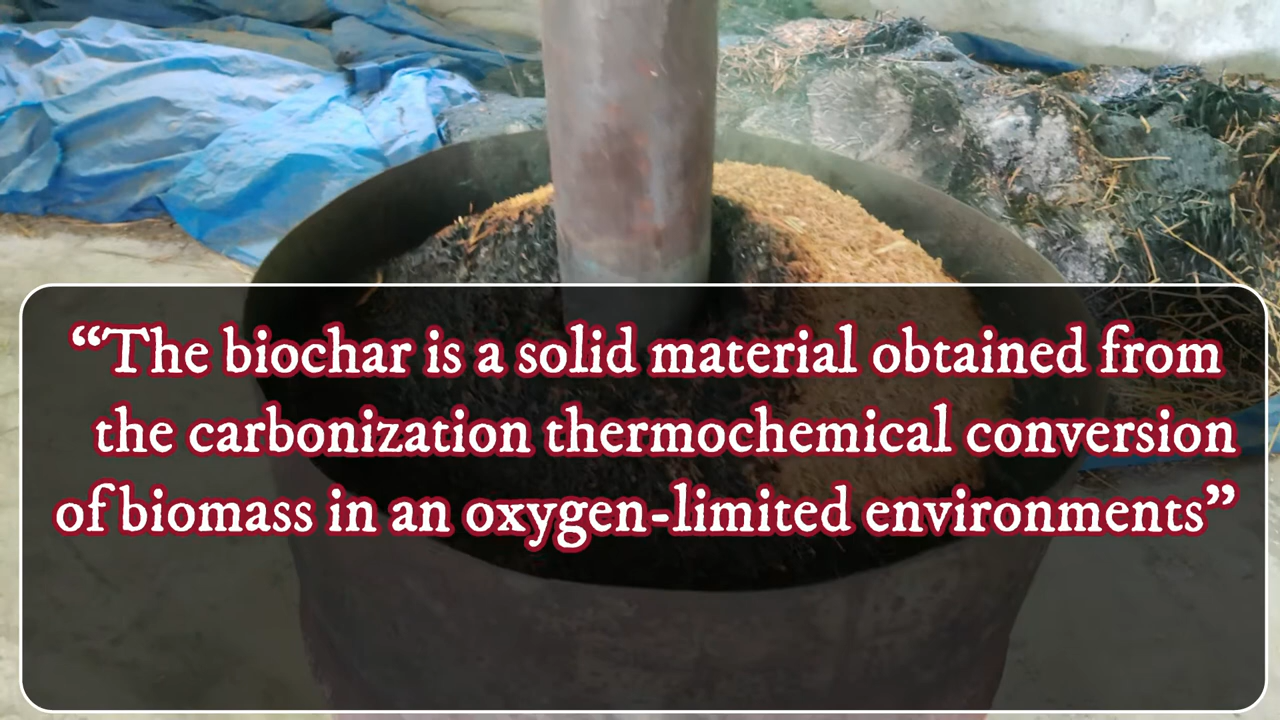 “The biochar is a solid material obtained from
the carbonization thermochemical conversion
of biomass in an oxygen-limited environments”